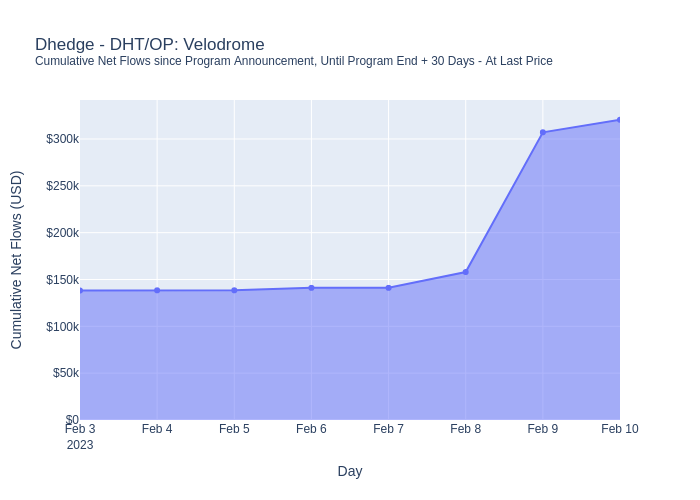 Dhedge - DHT/OP: Velodrome
Cumulative Net Flows since Program Announcement, Until Program End + 30 Days - At Last Price
Cumulative Net Flows (USD)
$300k
$250k
$200k
$150k
$100k
$50k
$0
Feb 3 Feb 4 Feb 5 Feb 6 Feb 7 Feb 8 Feb 9 Feb 10
2023
Day